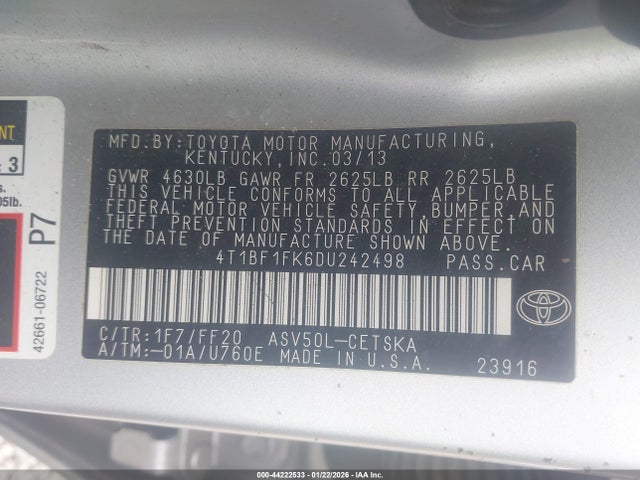 MFD. BY: TOYOTA MOTOR MANUFACTURING,
KENTUCKY, INC. 03/13
GVWR 4630LB GAWR FR 2625LB RR 2625LB
THIS VEHICLE CONFORMS TO ALL APPLICABLE
FEDERAL MOTOR VEHICLE SAFETY, BUMPER, AND
THEFT PREVENTION STANDARDS IN EFFECT ON
THE DATE OF MANUFACTURE SHOWN ABOVE.
4T1BF1FK6DU242498 PASS. CAR
C/TR: 1F7/FF20 ASV50L-CETSKA
A/TM: -01A/U760E MADE IN U.S.A.
23916
: 3
05lb.
P7
42661-06722
000-44222533 - 01/22/2026 - IAA Inc.